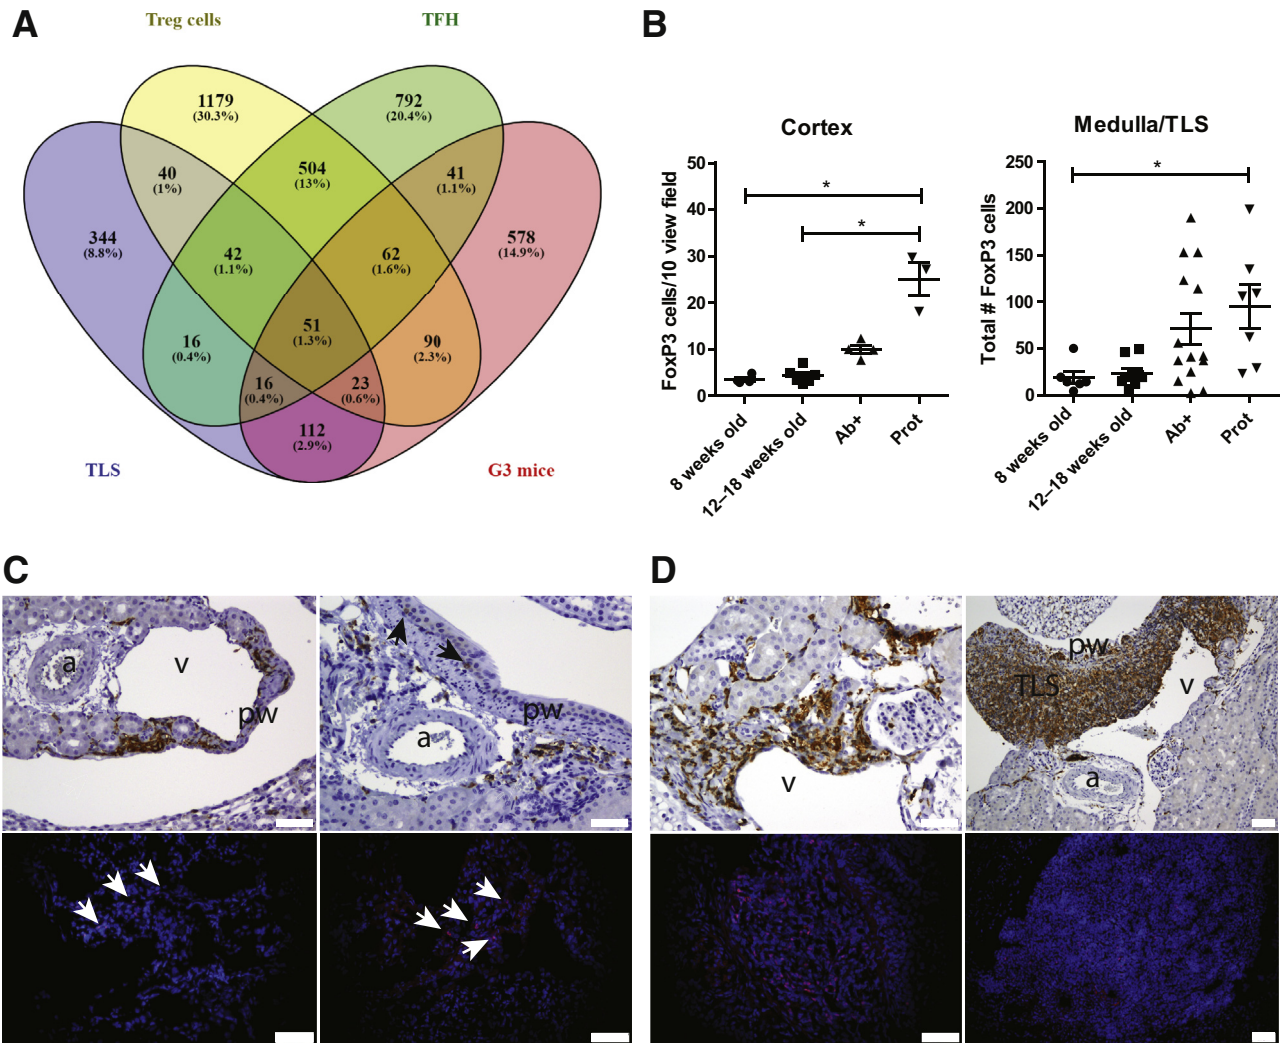 A
Treg cells
TFH
1179
(30.3%)
792
(20.4%)
40
(1%)
504
(13%)
41
(1.1%)
344
(8.8%)
42
(1.1%)
62
(1.6%)
578
(14.9%)
16
(0.4%)
51
(1.3%)
90
(2.3%)
16
(0.4%)
23
(0.6%)
112
(2.9%)
TLS
G3 mice
B
Cortex
FoxP3 cells/10 view field
50
40
30
20
10
0
*
*
8 weeks old
12–18 weeks old
Ab+
Prot
Medulla/TLS
Total # FoxP3 cells
250
200
150
100
50
0
*
8 weeks old
12–18 weeks old
Ab+
Prot
C
a
v
pw
a
pw
D
v
pw
TLS
v
a